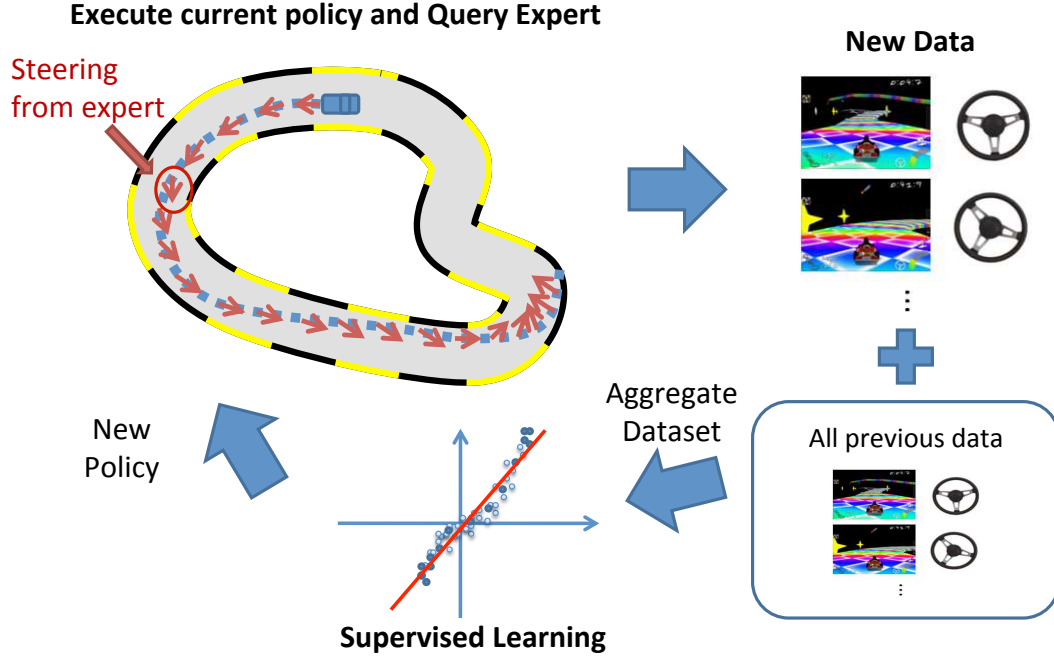 Execute current policy and Query Expert
New Data
Steering
from expert
Aggregate
Dataset
All previous data
New
Policy
Supervised Learning